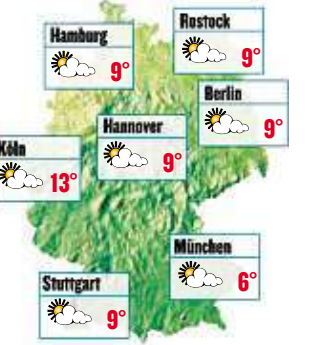 Rostock
9°
Hamburg
9°
Berlin
9°
Hannover
9°
Köln
13°
München
6°
Stuttgart
9°